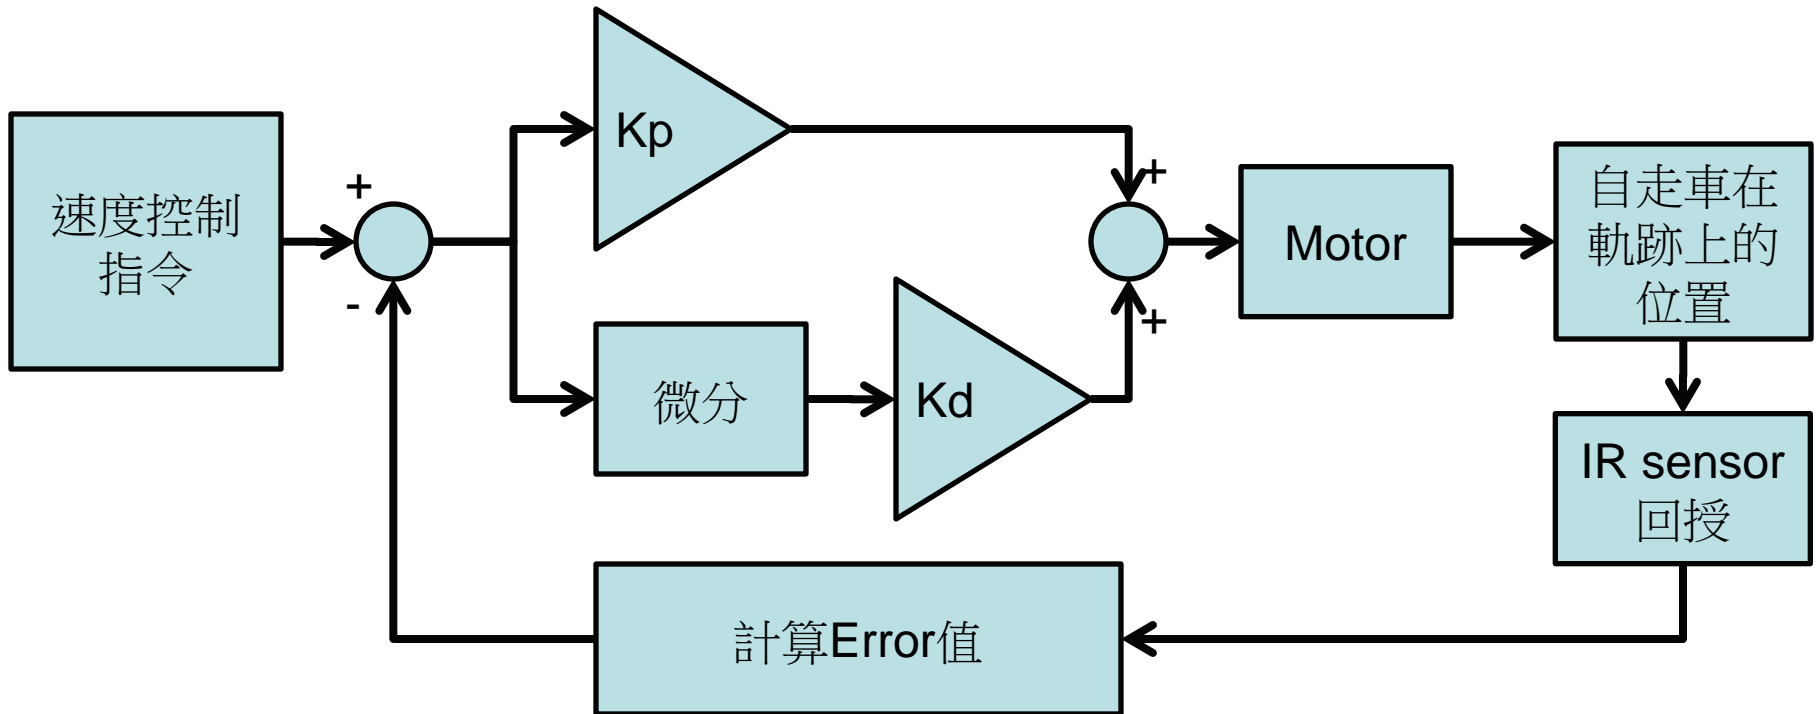 Kp
速度控制
指令
+
-
+
+
Motor
自走車在
軌跡上的
位置
微分
Kd
IR sensor
回授
計算Error值